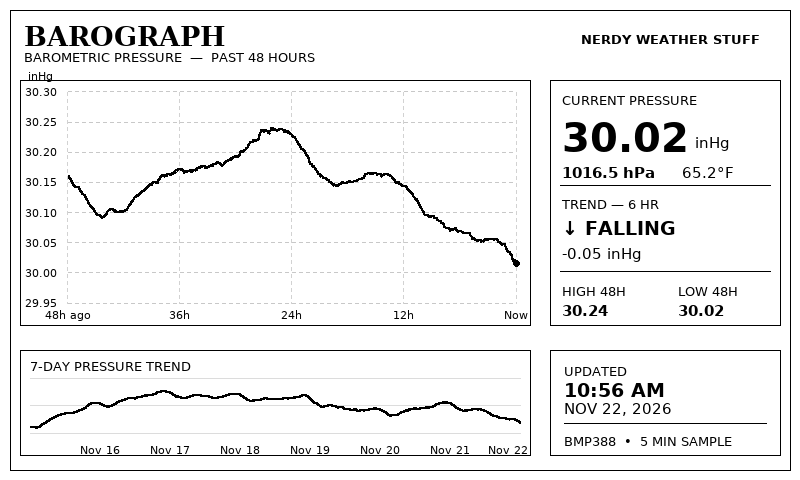 BAROGRAPH
BAROMETRIC PRESSURE — PAST 48 HOURS
NERDY WEATHER STUFF
inHg
30.30
30.25
30.20
30.15
30.10
30.05
30.00
29.95
48h ago 36h 24h 12h Now
CURRENT PRESSURE
30.02 inHg
1016.5 hPa 65.2°F
TREND — 6 HR
↓ FALLING
-0.05 inHg
HIGH 48H LOW 48H
30.24 30.02
7-DAY PRESSURE TREND
Nov 16 Nov 17 Nov 18 Nov 19 Nov 20 Nov 21 Nov 22
UPDATED
10:56 AM
NOV 22, 2026
BMP388 • 5 MIN SAMPLE